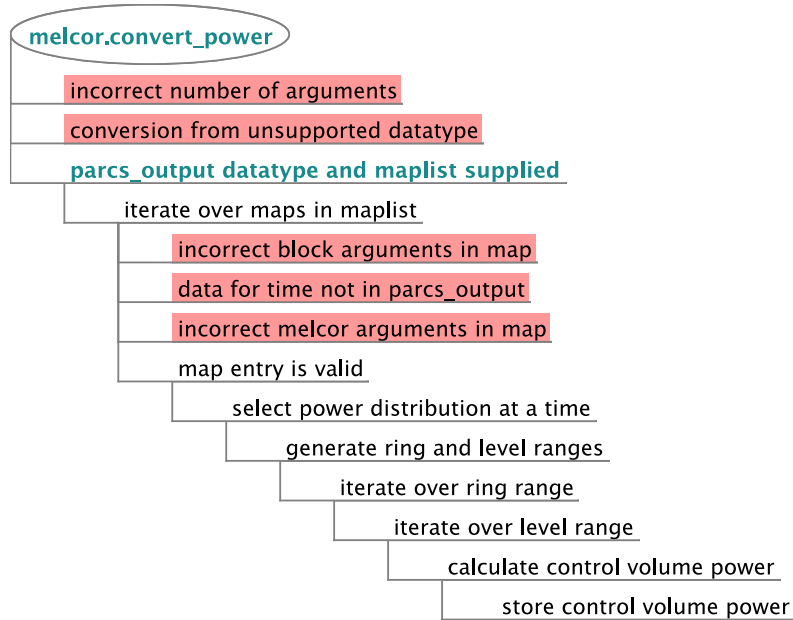 melcor.convert_power
incorrect number of arguments
conversion from unsupported datatype
parcs_output datatype and maplist supplied
iterate over maps in maplist
incorrect block arguments in map
data for time not in parcs_output
incorrect melcor arguments in map
map entry is valid
select power distribution at a time
generate ring and level ranges
iterate over ring range
iterate over level range
calculate control volume power
store control volume power